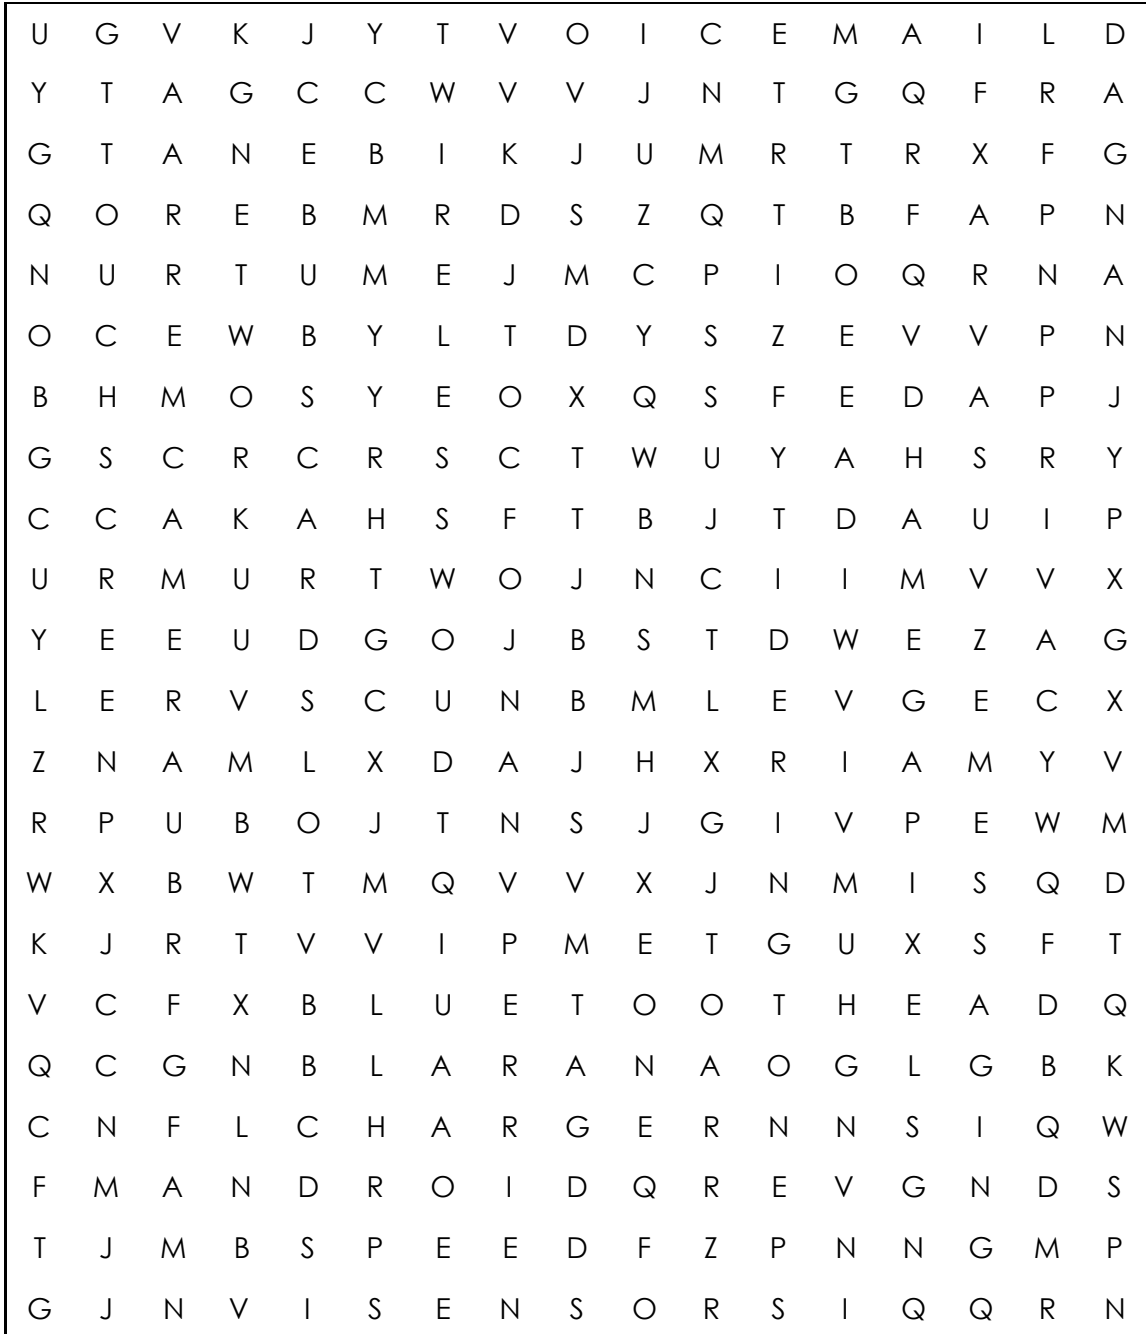 U G V K J Y T V O I C E M A I L D
Y T A G C C W V V J N T G Q F R A
G T A N E B I K J U M R T R X F G
Q O R E B M R D S Z Q T B F A P N
N U R T U M E J M C P I O Q R N A
O C E W B Y L T D Y S Z E V V P N
B H M O S Y E O X Q S F E D A P J
G S C R C R S C T W U Y A H S R Y
C C A K A H S F T B J T D A U I P
U R M U R T W O J N C I I M V V X
Y E E U D G O J B S T D W E Z A G
L E R V S C U N B M L E V G E C X
Z N A M L X D A J H X R I A M Y V
R P U B O J T N S J G I V P E W M
W X B W T M Q V V X J N M I S Q D
K J R T V V I P M E T G U X S F T
V C F X B L U E T O O T H E A D Q
Q C G N B L A R A N A O G L G B K
C N F L C H A R G E R N N S I Q W
F M A N D R O I D Q R E V G N D S
T J M B S P E E D F Z P N N G M P
G J N V I S E N S O R S I Q Q R N